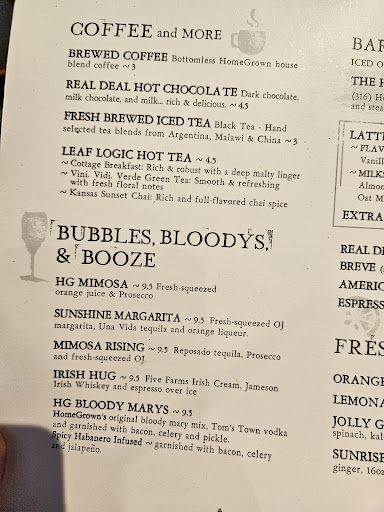 COFFEE and MORE
BREWED COFFEE Bottomless HomeGrown house
blend coffee ~ 3
REAL DEAL HOT CHOCOLATE Dark chocolate,
milk chocolate, and milk... rich & delicious. ~ 4.5
FRESH BREWED ICED TEA Black Tea - Hand
selected tea blends from Argentina, Malawi & China ~ 3
LEAF LOGIC HOT TEA ~ 4.5
~ Cottage Breakfast: Rich & robust with a deep malty linger
~ Vini. Vidi. Verde Green Tea: Smooth & refreshing
with fresh floral notes
~ Kansas Sunset Chai: Rich and full-flavored chai spice
BUBBLES, BLOODYS,
& BOOZE
HG MIMOSA ~ 9.5 Fresh-squeezed
orange juice & Prosecco
SUNSHINE MARGARITA ~ 9.5 Fresh-squeezed OJ
margarita, Una Vida tequila and orange liqueur.
MIMOSA RISING ~ 9.5 Reposado tequila, Prosecco
and fresh-squeezed OJ.
IRISH HUG ~ 9.5 Five Farms Irish Cream, Jameson
Irish Whiskey and espresso over ice
HG BLOODY MARYS ~ 9.5
HomeGrown's original bloody mary mix, Tom's Town vodka
and garnished with bacon, celery and pickle.
Spicy Habanero Infused ~ garnished with bacon, celery
and jalapeño.
BAR
ICED O
THE H
(316) H
and stea
LATTE
~ FLAV
Vanill
~ MILKS
Almon
Oat M
EXTRA
REAL DE
BREVE (
AMERIC
ESPRESS
FRES
ORANGE
LEMONA
JOLLY G
spinach, kal
SUNRISE
ginger, 16oz